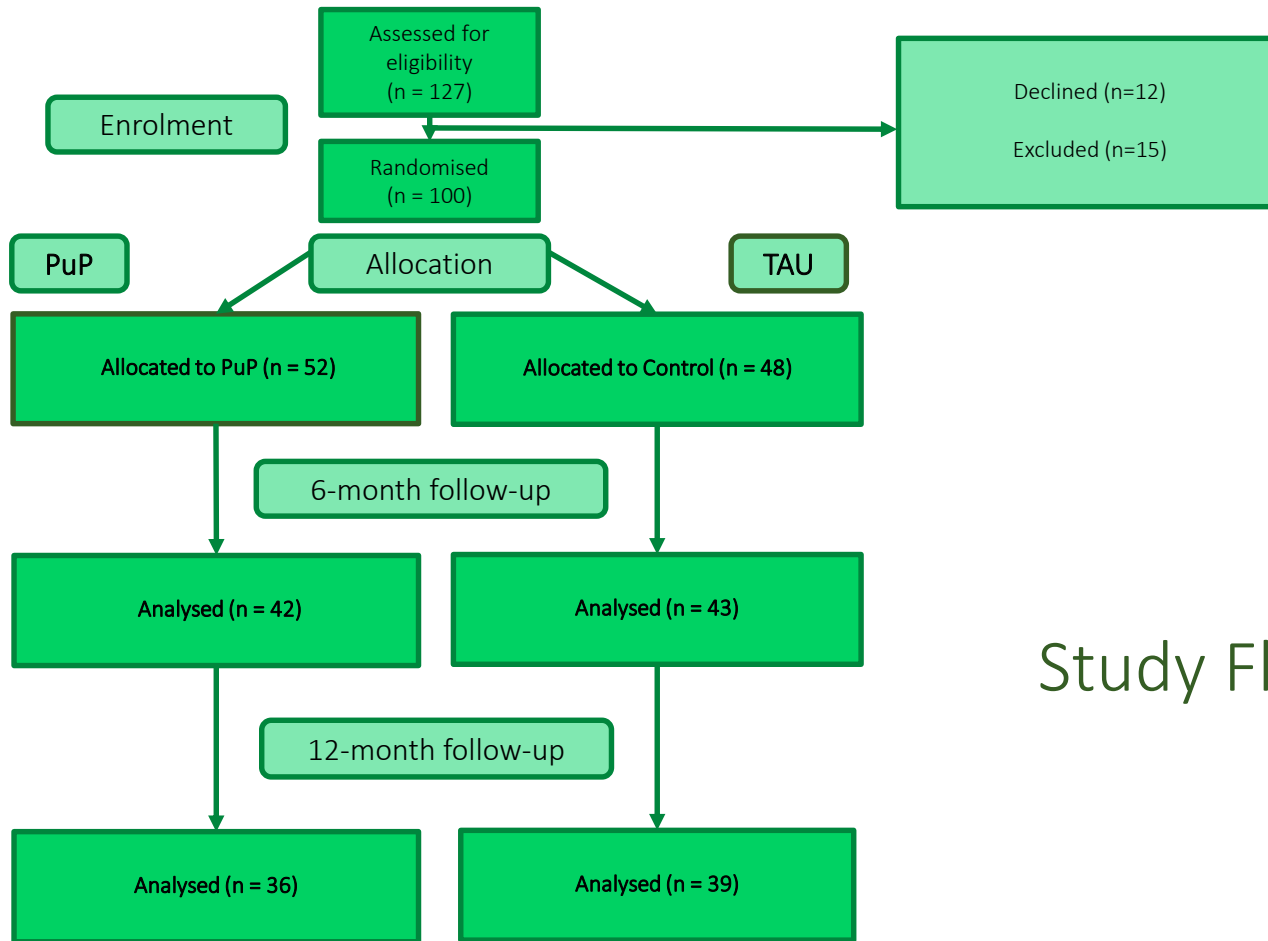 Assessed for
eligibility
(n = 127)
Declined (n=12)
Excluded (n=15)
Enrolment
Randomised
(n = 100)
PuP
Allocation
TAU
Allocated to PuP (n = 52)
Allocated to Control (n = 48)
6-month follow-up
Analysed (n = 42)
Analysed (n = 43)
Study Fl
12-month follow-up
Analysed (n = 36)
Analysed (n = 39)